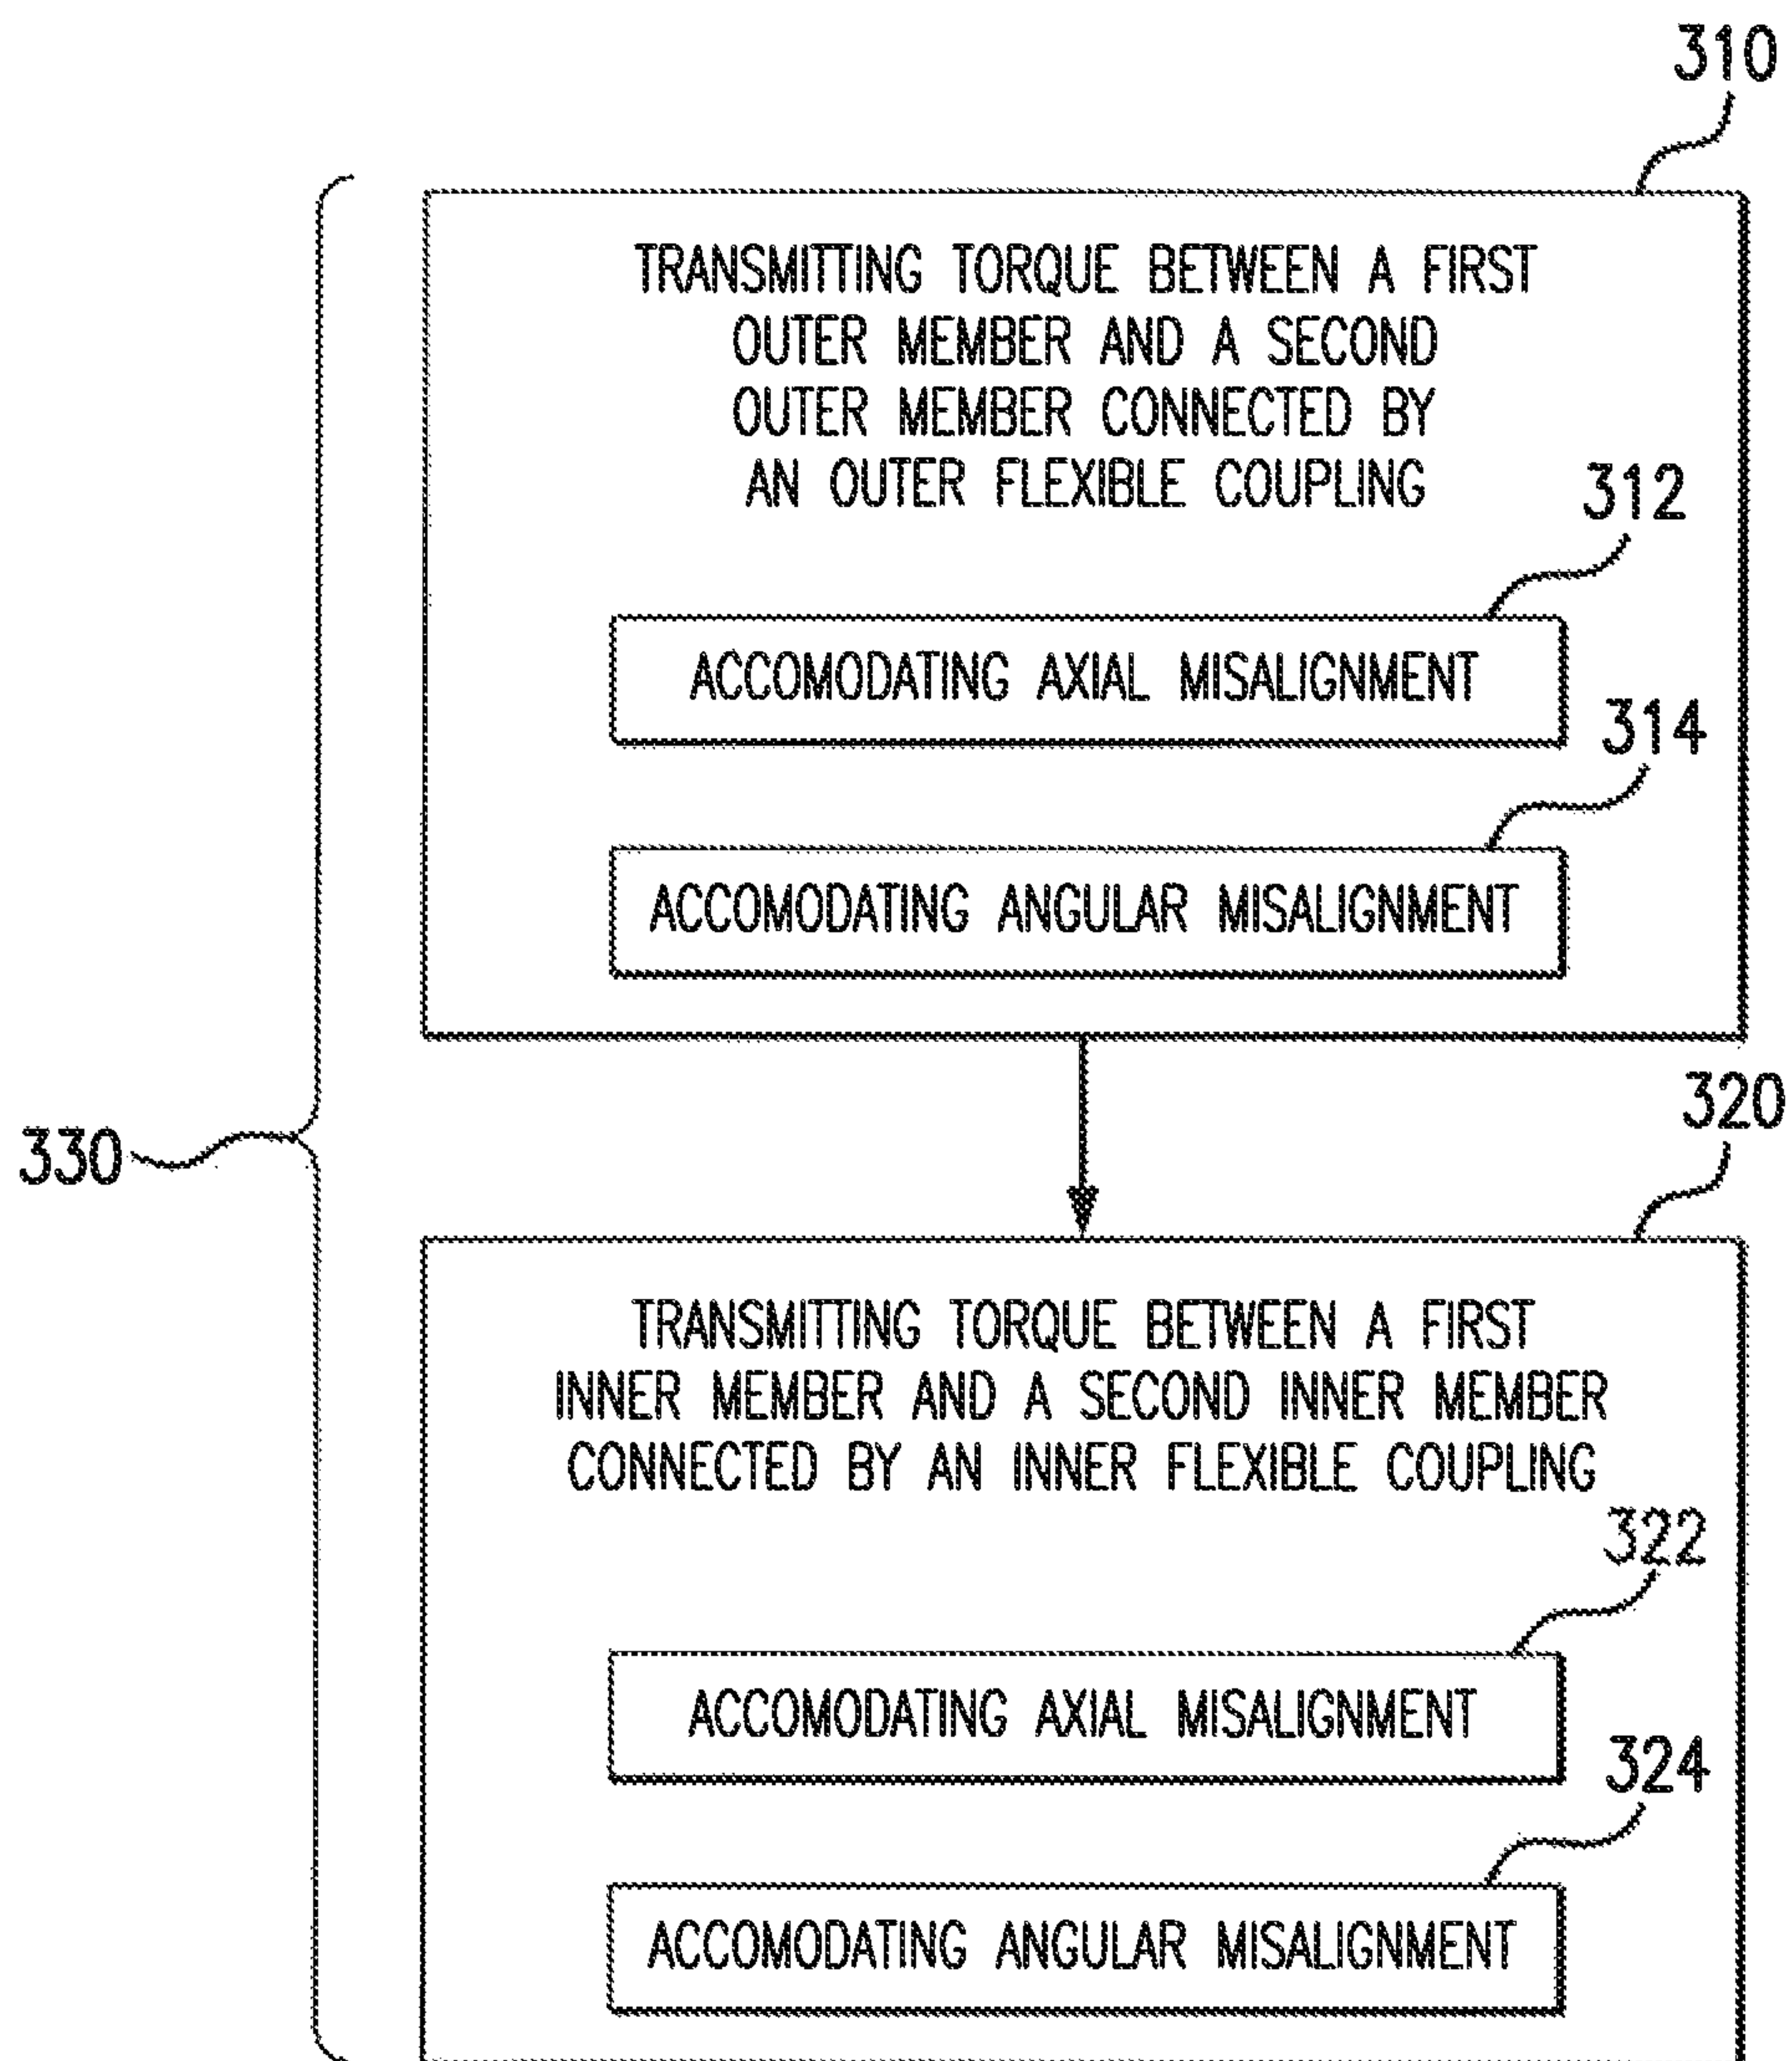 310
TRANSMITTING TORQUE BETWEEN A FIRST
OUTER MEMBER AND A SECOND
OUTER MEMBER CONNECTED BY
AN OUTER FLEXIBLE COUPLING
312
ACCOMODATING AXIAL MISALIGNMENT
314
ACCOMODATING ANGULAR MISALIGNMENT
330
320
TRANSMITTING TORQUE BETWEEN A FIRST
INNER MEMBER AND A SECOND INNER MEMBER
CONNECTED BY AN INNER FLEXIBLE COUPLING
322
ACCOMODATING AXIAL MISALIGNMENT
324
ACCOMODATING ANGULAR MISALIGNMENT